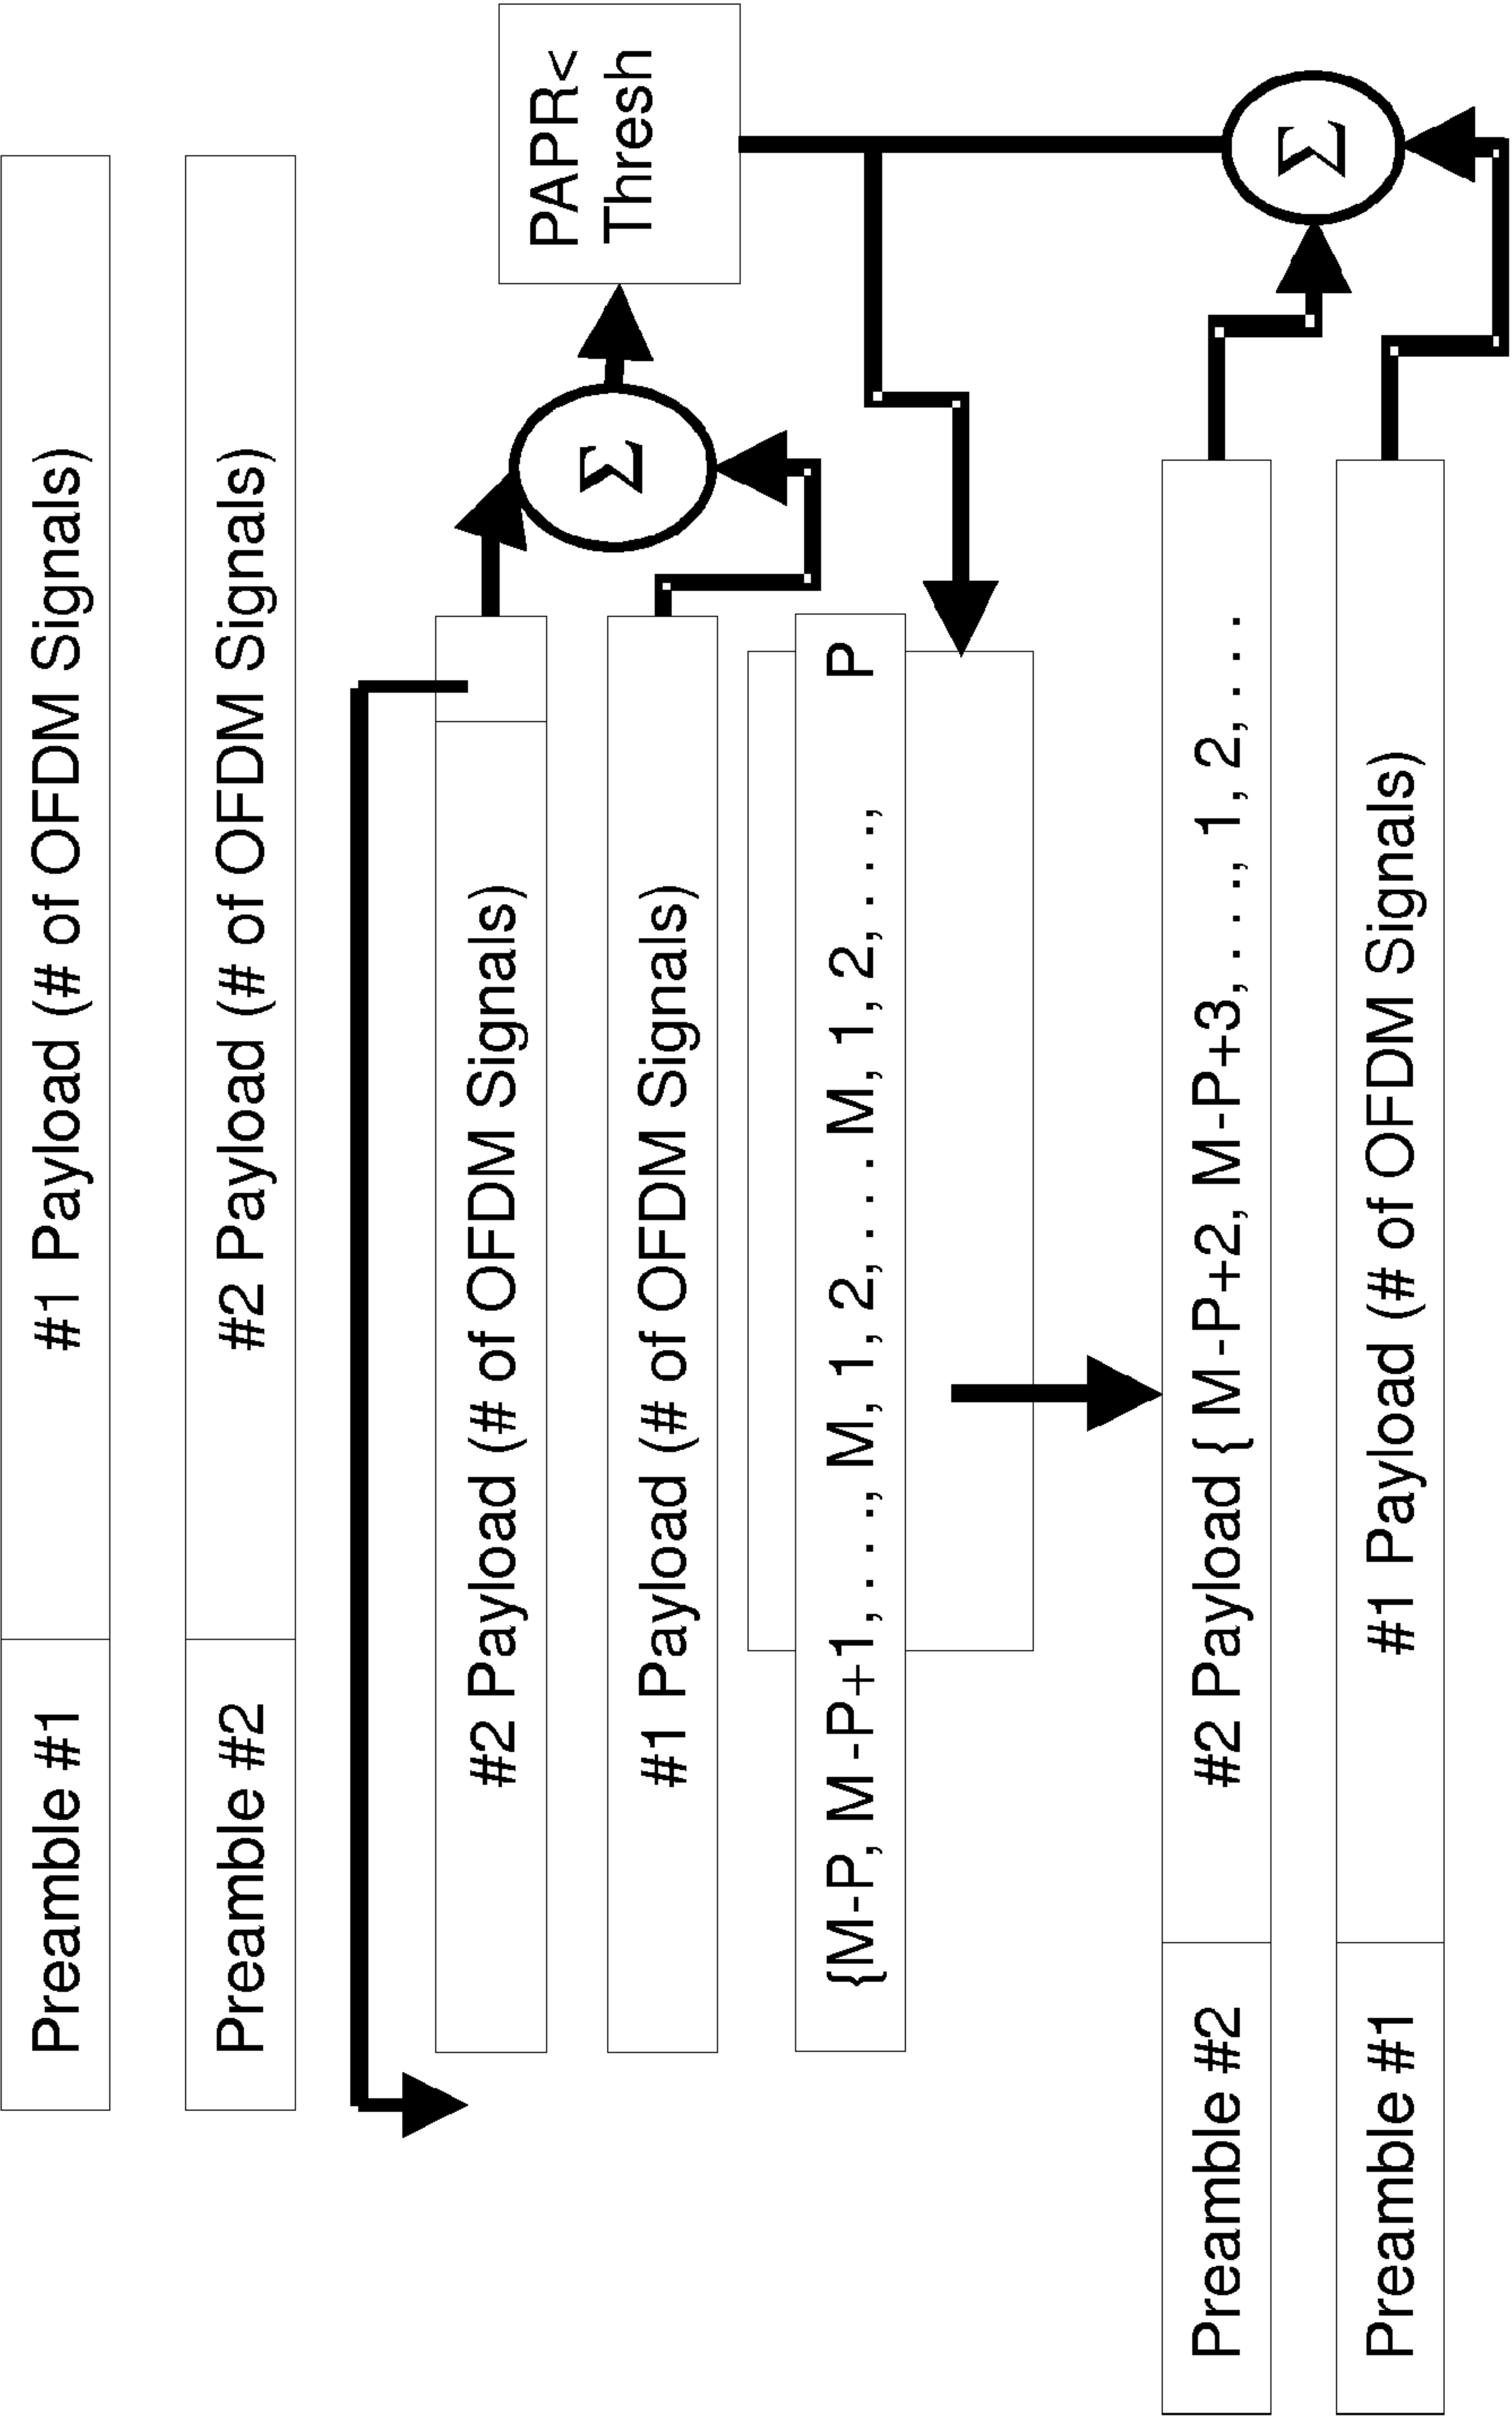 Preamble #1 #1 Payload (# of OFDM Signals)
Preamble #2 #2 Payload (# of OFDM Signals)
#2 Payload (# of OFDM Signals)
Σ
PAPR<
Thresh
#1 Payload (# of OFDM Signals)
{M-P, M-P+1, . . ., M, 1, 2, . . . M, 1, 2, . . ., P
Preamble #2 #2 Payload { M-P+2, M-P+3, . . ., 1, 2, . . .
Σ
Preamble #1 #1 Payload (# of OFDM Signals)